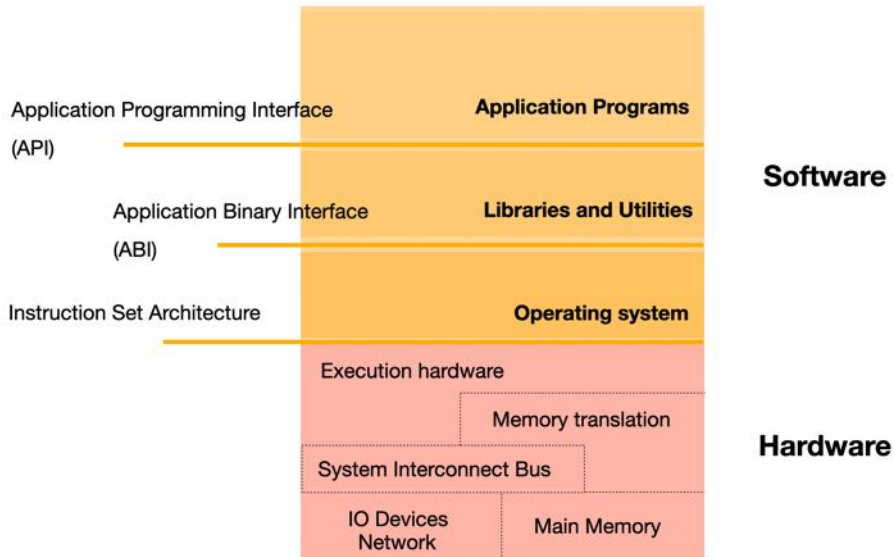 Application Programming Interface
(API)
Application Programs
Software
Application Binary Interface
(ABI)
Libraries and Utilities
Instruction Set Architecture
Operating system
Execution hardware
Memory translation
Hardware
System Interconnect Bus
IO Devices
Network
Main Memory